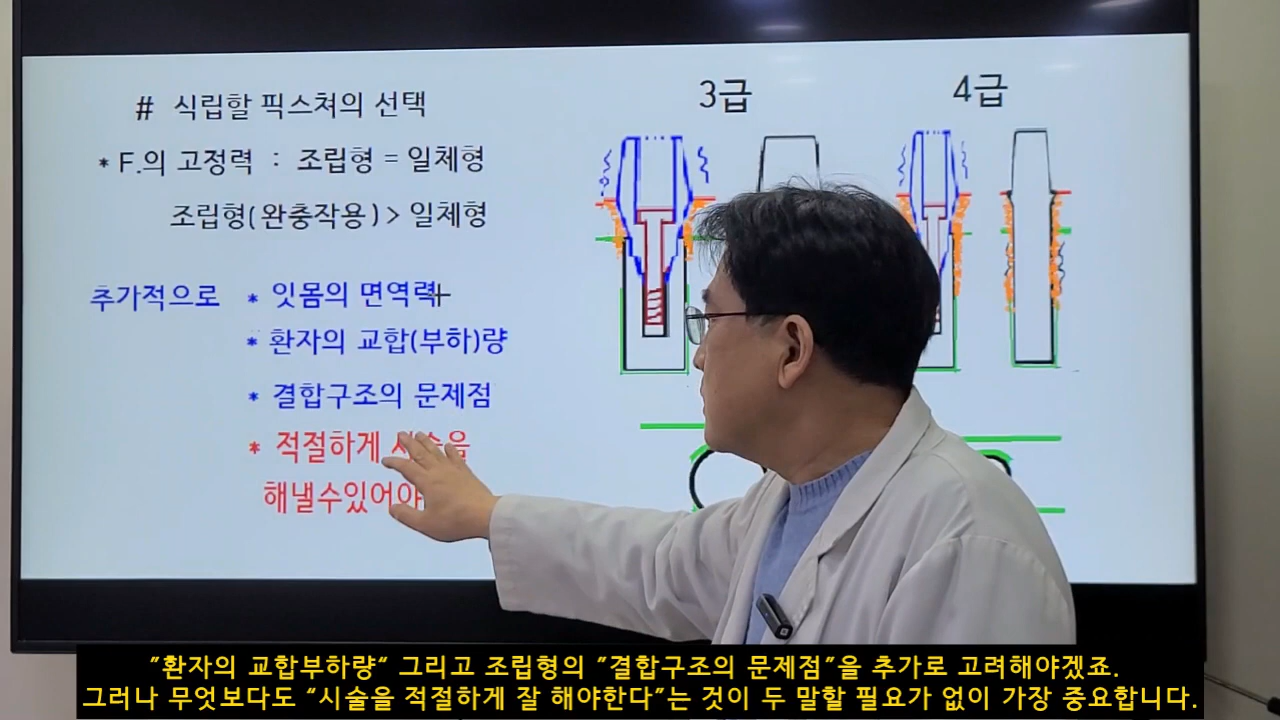 # 식립할 픽스쳐의 선택
* F.의 고정력 : 조립형 = 일체형
조립형(완충작용) > 일체형
추가적으로 * 잇몸의 면역력
* 환자의 교합(부하)량
* 결합구조의 문제점
* 적절하게 시술을
해낼수있어야
3급
4급
"환자의 교합부하량" 그리고 조립형의 "결합구조의 문제점"을 추가로 고려해야겠죠.
그러나 무엇보다도 "시술을 적절하게 잘 해야한다"는 것이 두 말할 필요가 없이 가장 중요합니다.